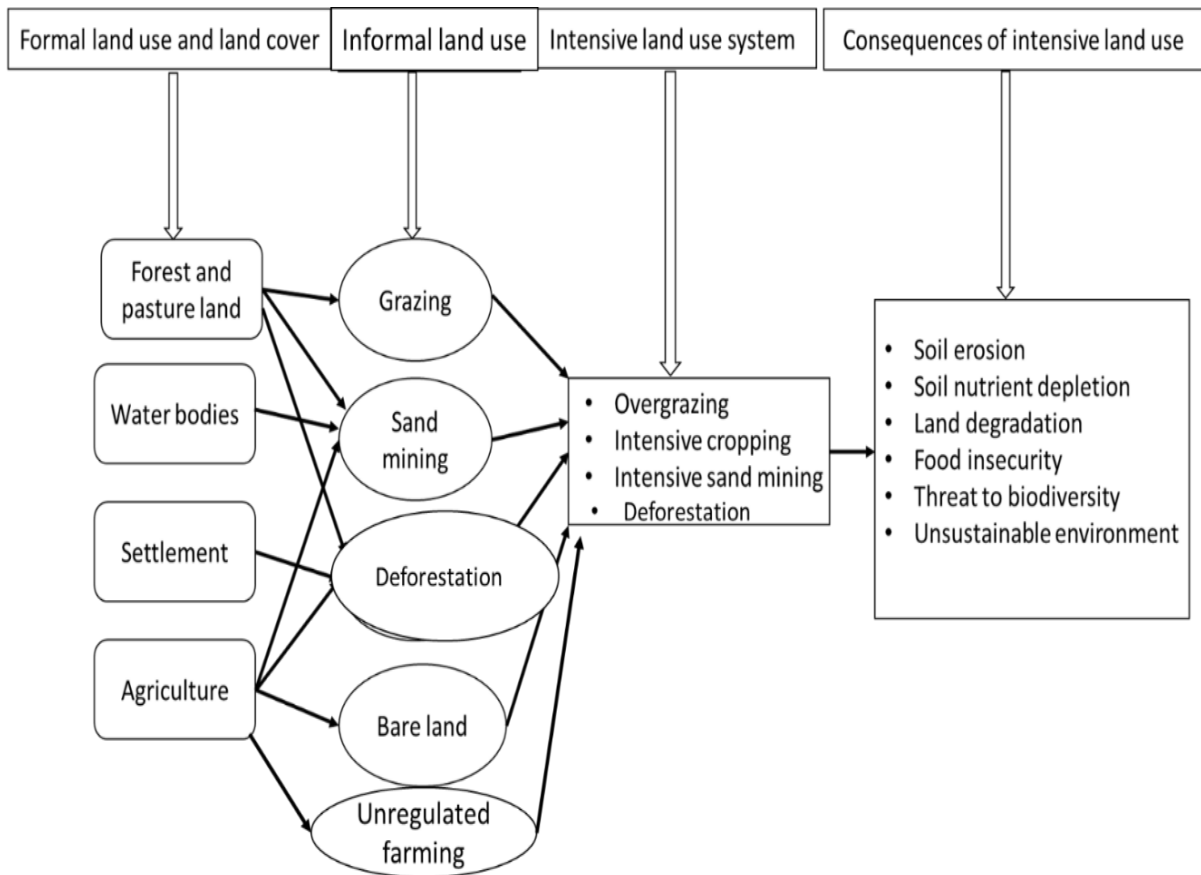 Formal land use and land cover
Informal land use
Intensive land use system
Consequences of intensive land use
Forest and
pasture land
Water bodies
Settlement
Agriculture
Grazing
Sand
mining
Deforestation
Bare land
Unregulated
farming
• Overgrazing
• Intensive cropping
• Intensive sand mining
• Deforestation
• Soil erosion
• Soil nutrient depletion
• Land degradation
• Food insecurity
• Threat to biodiversity
• Unsustainable environment